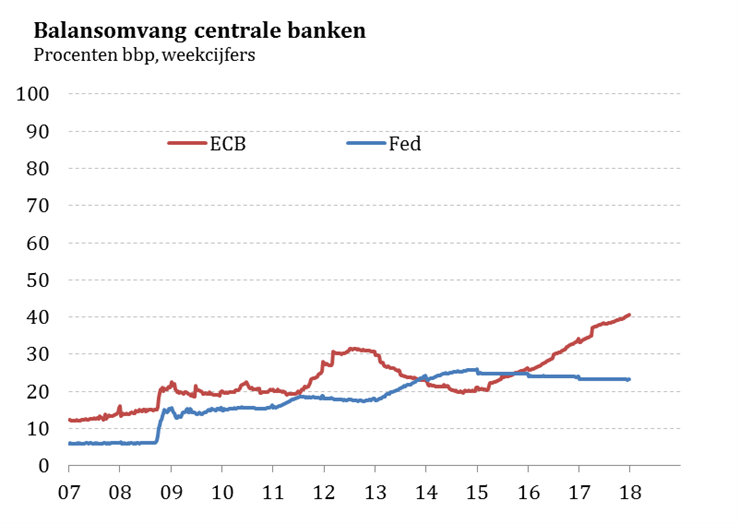 Balansomvang centrale banken
Procenten bbp, weekcijfers
100
90
80
70
60
50
40
30
20
10
0
ECB
Fed
07 08 09 10 11 12 13 14 15 16 17 18